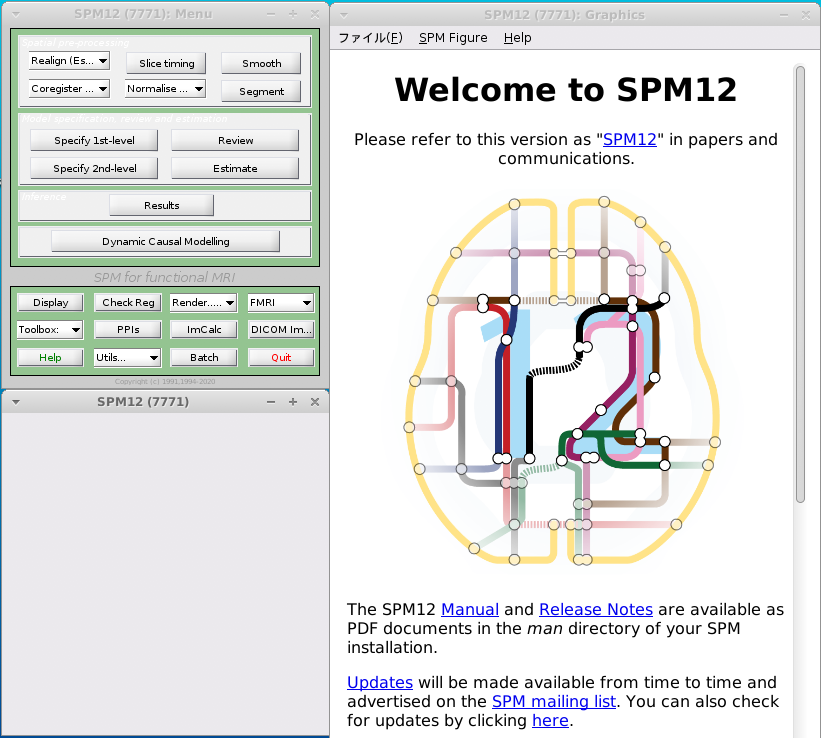 SPM12 (7771): Menu
Spatial pre-processing
Realign (Es...
Slice timing
Smooth
Coregister ...
Normalise ...
Segment
Model specification, review and estimation
Specify 1st-level
Review
Specify 2nd-level
Estimate
Inference
Results
Dynamic Causal Modelling
SPM for functional MRI
Display
Check Reg
Render.....
FMRI
Toolbox:
PPIs
ImCalc
DICOM Im...
Help
Utils...
Batch
Quit
Copyright (c) 1991,1994-2020
SPM12 (7771)
SPM12 (7771): Graphics
ファイル(F) SPM Figure Help
Welcome to SPM12
Please refer to this version as "SPM12" in papers and
communications.
12
The SPM12 Manual and Release Notes are available as
PDF documents in the man directory of your SPM
installation.
Updates will be made available from time to time and
advertised on the SPM mailing list. You can also check
for updates by clicking here.